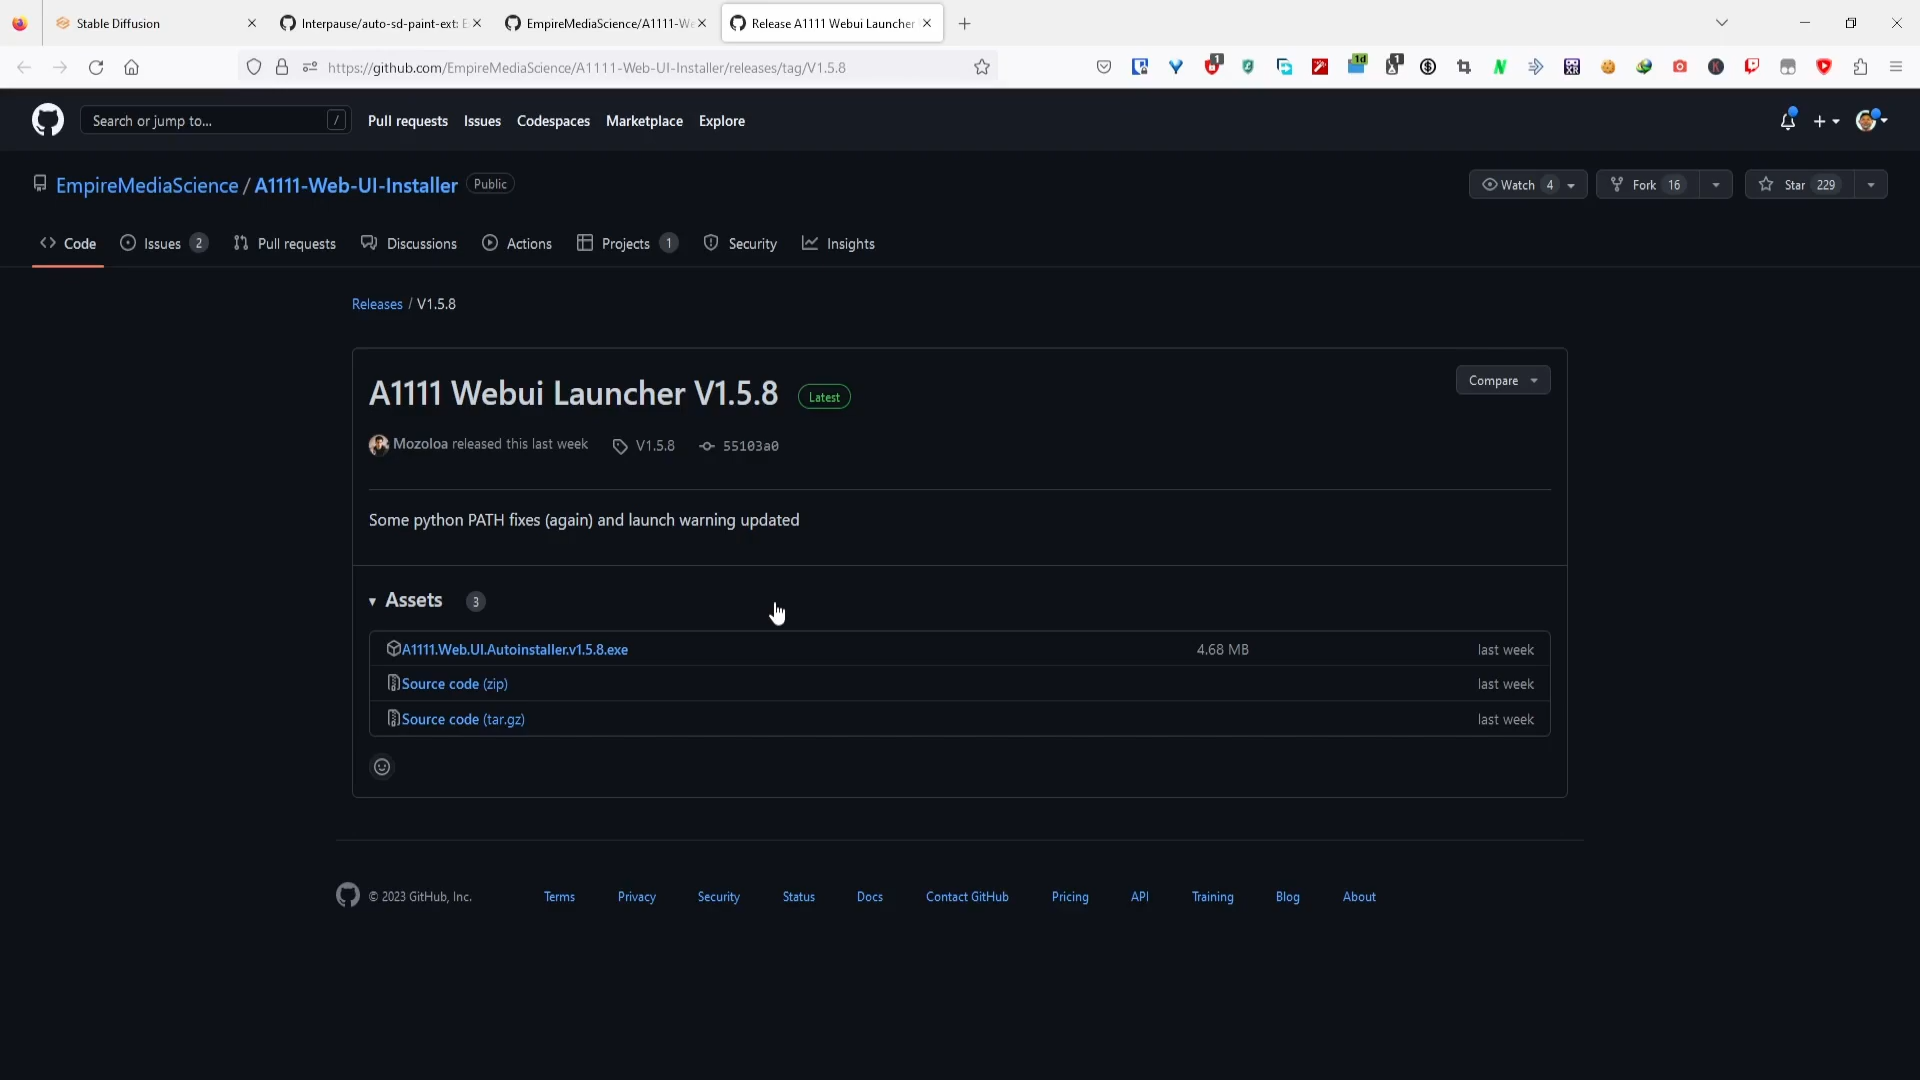 Stable Diffusion
Interpause/auto-sd-paint-ext: E
EmpireMediaScience/A1111-We
Release A1111 Webui Launcher
https://github.com/EmpireMediaScience/A1111-Web-UI-Installer/releases/tag/V1.5.8
1
1d
1
Search or jump to...
/
Pull requests
Issues
Codespaces
Marketplace
Explore
EmpireMediaScience / A1111-Web-UI-Installer Public
Watch 4
Fork 16
Star 229
Code
Issues 2
Pull requests
Discussions
Actions
Projects 1
Security
Insights
Releases / V1.5.8
A1111 Webui Launcher V1.5.8 Latest
Compare
Mozoloa released this last week V1.5.8 55103a0
Some python PATH fixes (again) and launch warning updated
Assets 3
A1111.Web.UI.Autoinstaller.v1.5.8.exe 4.68 MB last week
Source code (zip) last week
Source code (tar.gz) last week
© 2023 GitHub, Inc. Terms Privacy Security Status Docs Contact GitHub Pricing API Training Blog About